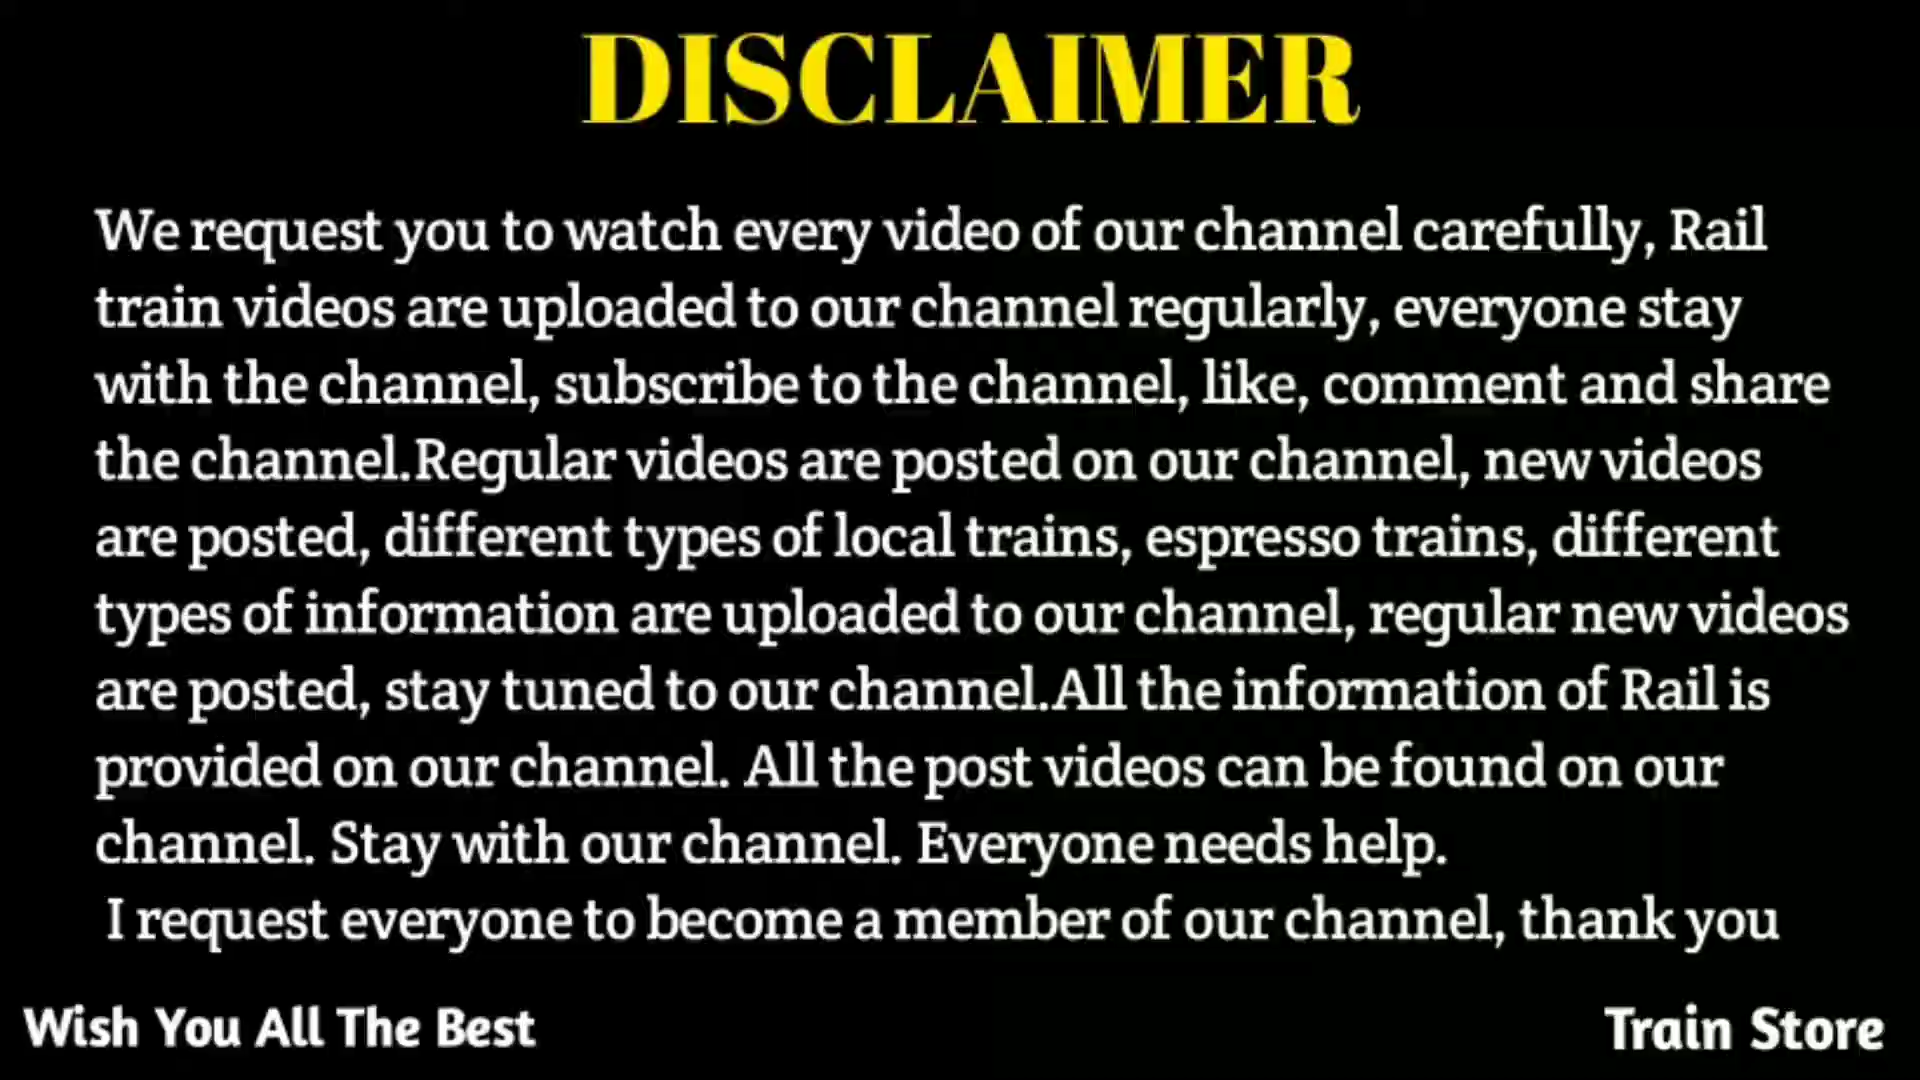 DISCLAIMER
We request you to watch every video of our channel carefully, Rail
train videos are uploaded to our channel regularly, everyone stay
with the channel, subscribe to the channel, like, comment and share
the channel.Regular videos are posted on our channel, new videos
are posted, different types of local trains, espresso trains, different
types of information are uploaded to our channel, regular new videos
are posted, stay tuned to our channel.All the information of Rail is
provided on our channel. All the post videos can be found on our
channel. Stay with our channel. Everyone needs help.
I request everyone to become a member of our channel, thank you
Wish You All The Best
Train Store